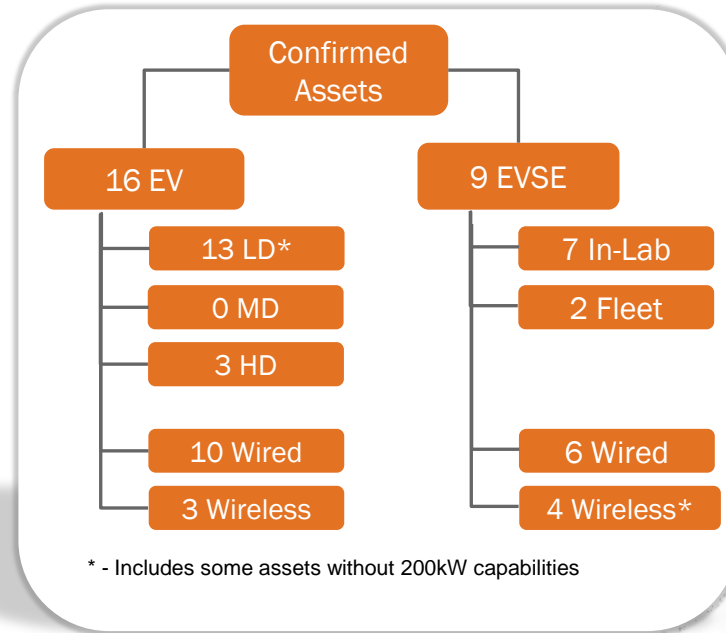 Confirmed
Assets
16 EV
9 EVSE
13 LD*
0 MD
3 HD
10 Wired
3 Wireless
7 In-Lab
2 Fleet
6 Wired
4 Wireless*
* - Includes some assets without 200kW capabilities